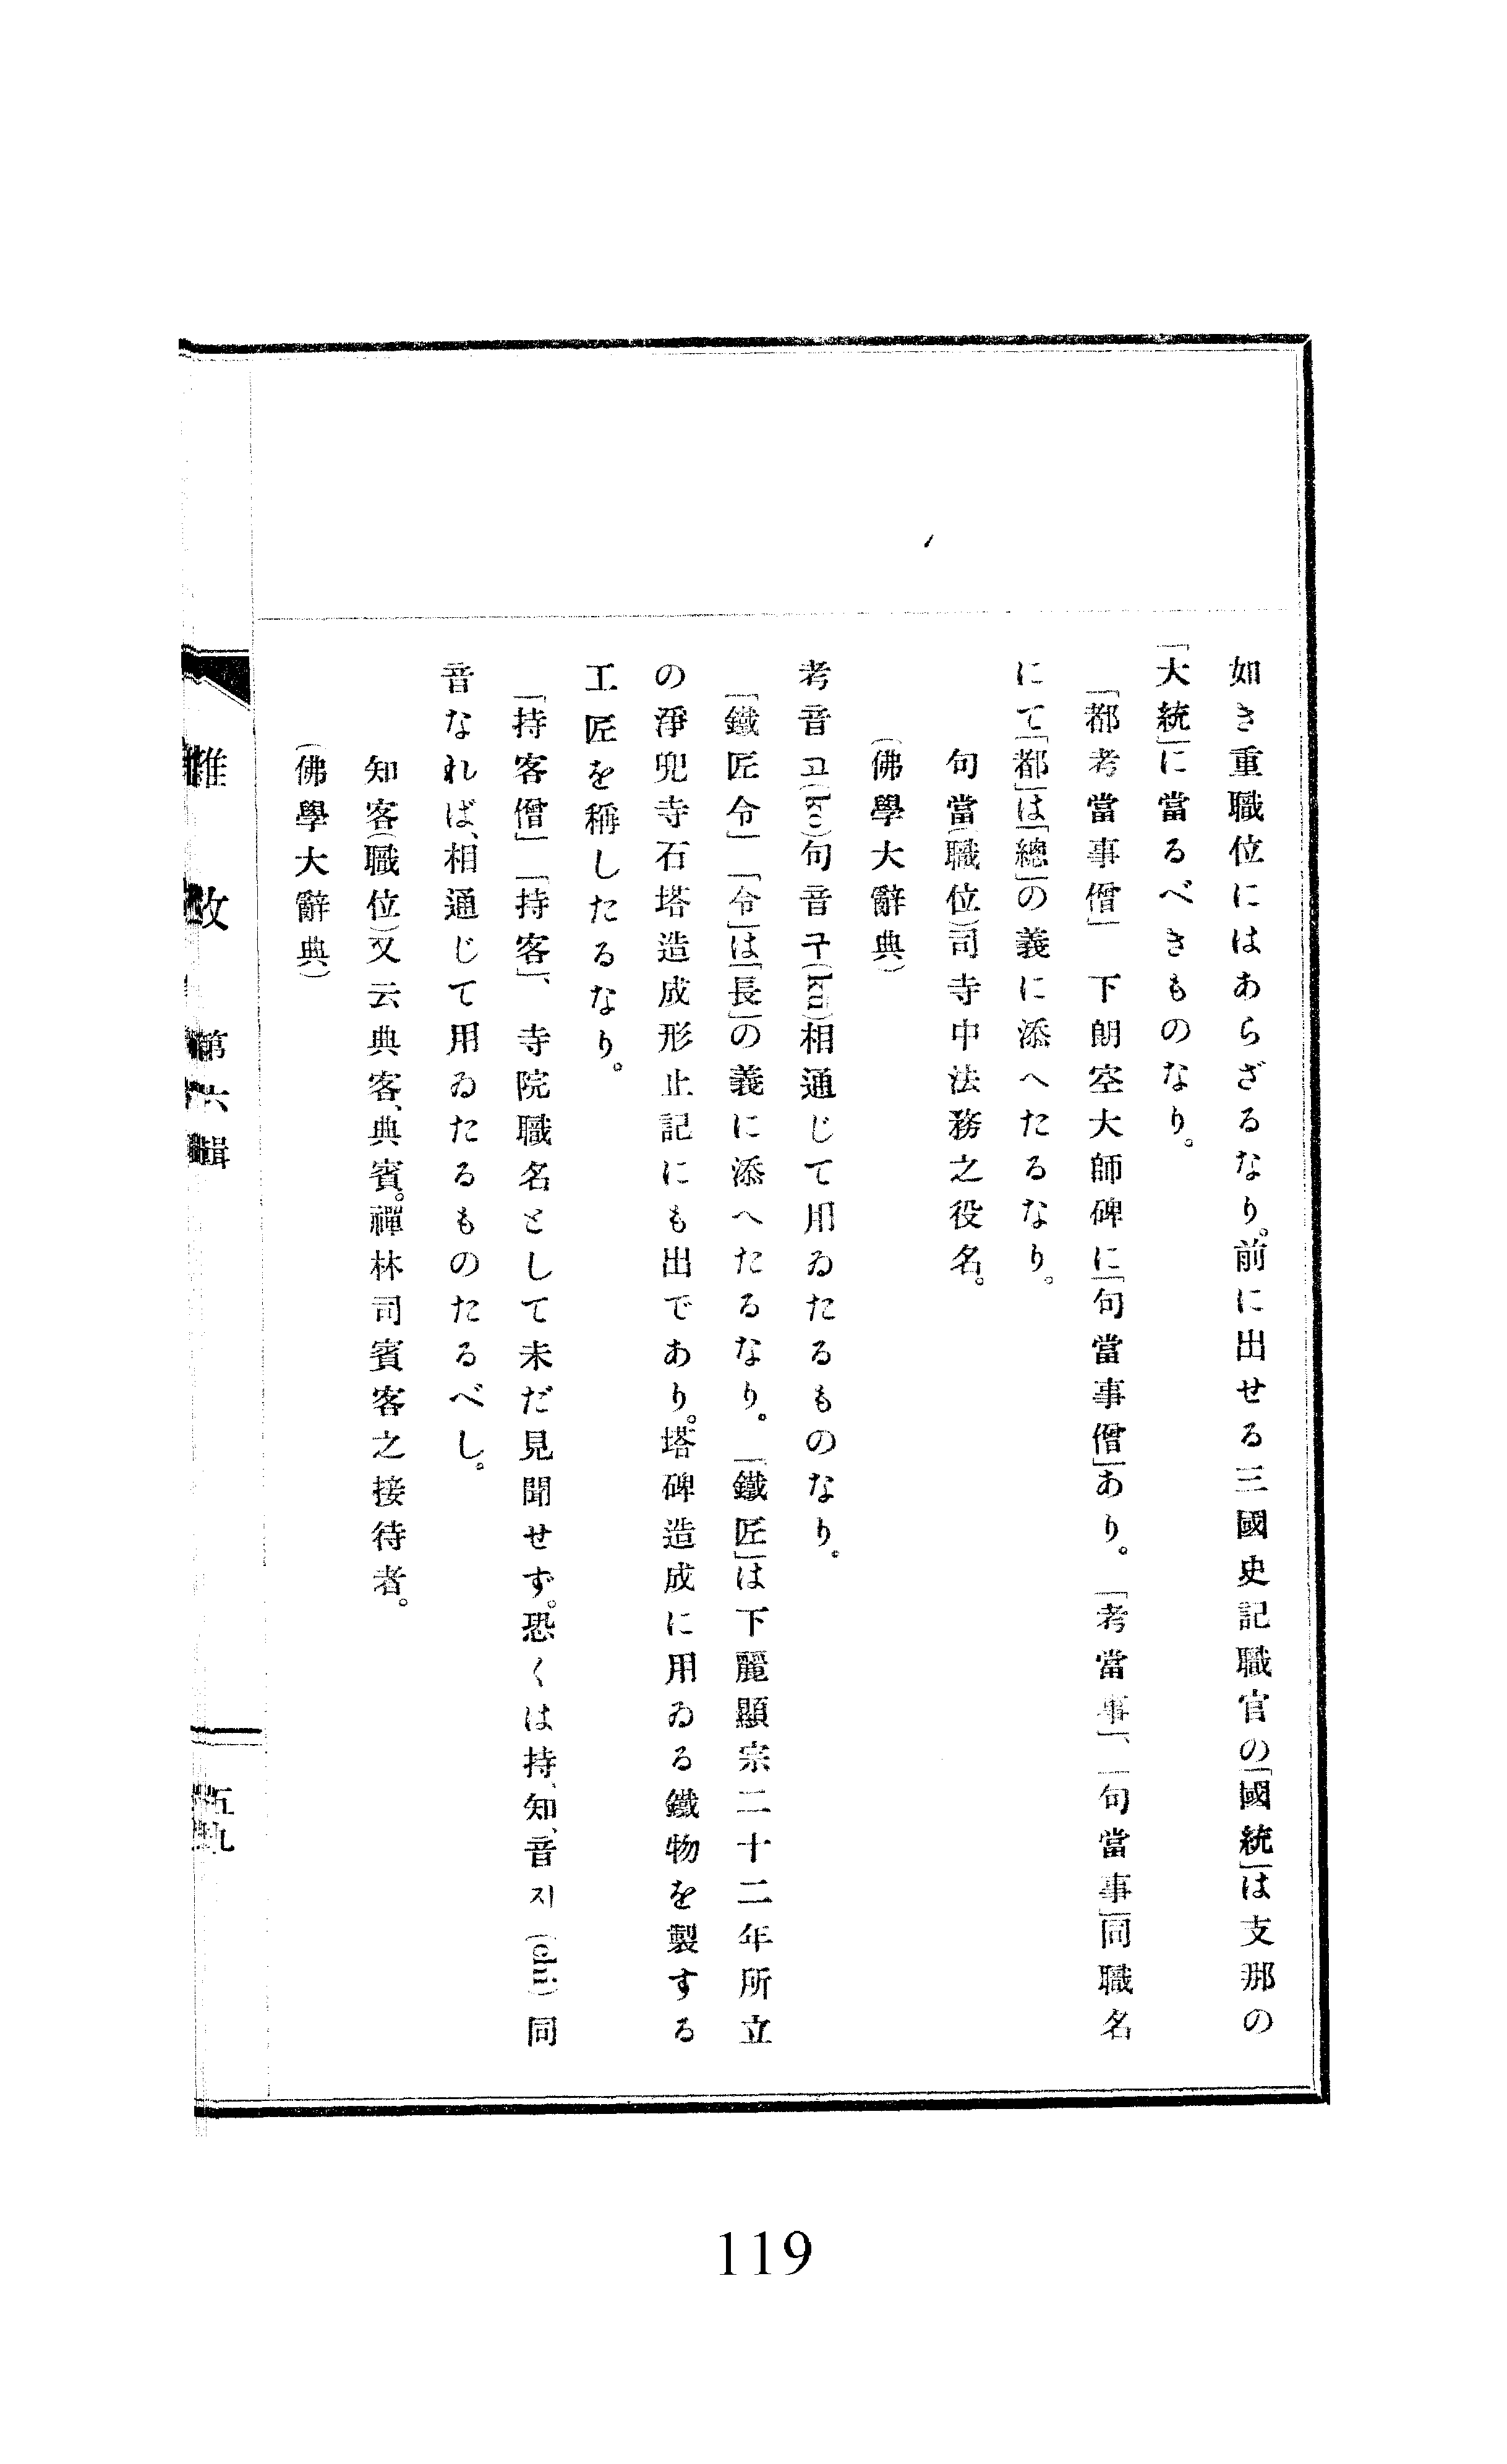 如き重職位にはあらざるなり。前に出せる三國史記職官の「國統」は支那の
「大統」に當るべきものなり。
「都考當事僧」 下朗空大師碑に「句當事僧」あり。「考當事」、「句當事」同職名
にて「都」は「總」の義に添へたるなり。
句當(職位)司寺中法務之役名。
(佛學大辭典)
考音고(ko)句音구(ku)相通じて用ゐたるものなり。
「鐵匠令」「令」は「長」の義に添へたるなり。「鐵匠」は下麗顯宗二十二年所立
の淨兜寺石塔造成形止記にも出であり。塔碑造成に用ゐる鐵物を製する
工匠を稱したるなり。
「持客僧」「持客」、寺院職名として未だ見聞せず。恐くは持、知、音지(chi)同
音なれば、相通じて用ゐたるものたるべし。
知客(職位)又云典客、典賓。禪林司賓客之接待者。
(佛學大辭典)
雜攷 第六輯
五九
119